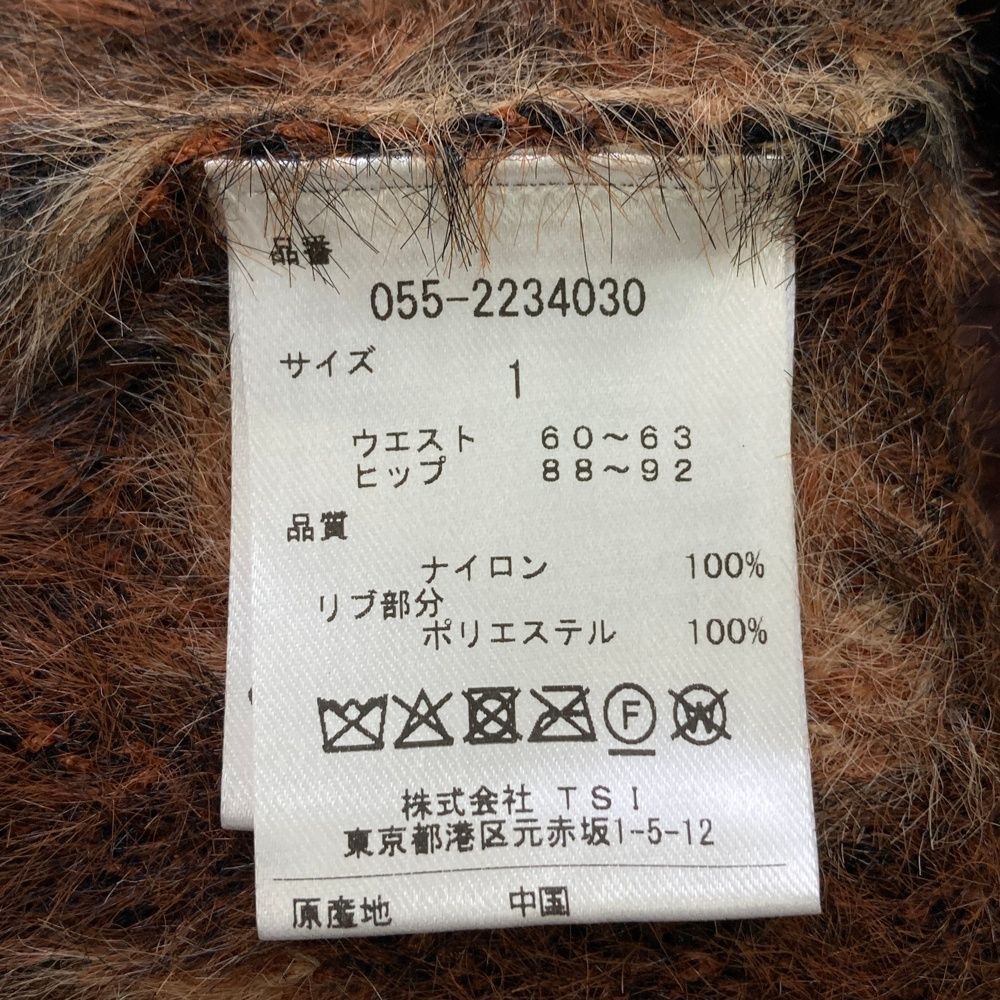 品番
055-2234030
サイズ 1
ウエスト 60～63
ヒップ 88～92
品質
ナイロン 100%
リブ部分
ポリエステル 100%
F W
株式会社 TSI
東京都港区元赤坂1-5-12
原産地 中国